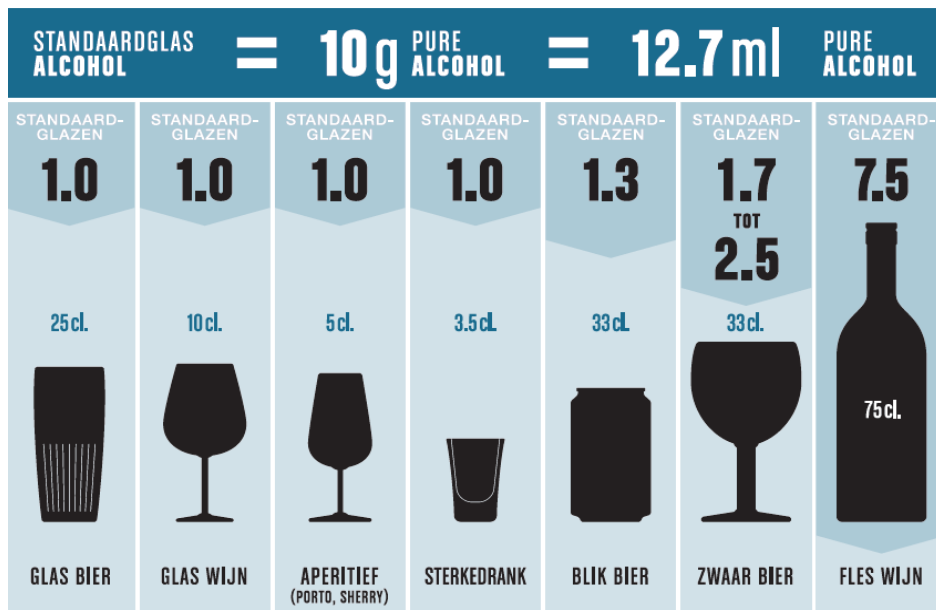 STANDAARDGLAS
ALCOHOL
= 10g PURE
ALCOHOL
= 12.7 ml PURE
ALCOHOL
STANDAARD-
GLAZEN
1.0
25cl.
GLAS BIER
STANDAARD-
GLAZEN
1.0
10cl.
GLAS WIJN
STANDAARD-
GLAZEN
1.0
5cl.
APERITIEF
(PORTO, SHERRY)
STANDAARD-
GLAZEN
1.0
3.5cl.
STERKEDRANK
STANDAARD-
GLAZEN
1.3
33cl.
BLIK BIER
STANDAARD-
GLAZEN
1.7
TOT
2.5
33cl.
ZWAAR BIER
STANDAARD-
GLAZEN
7.5
75cl.
FLES WIJN